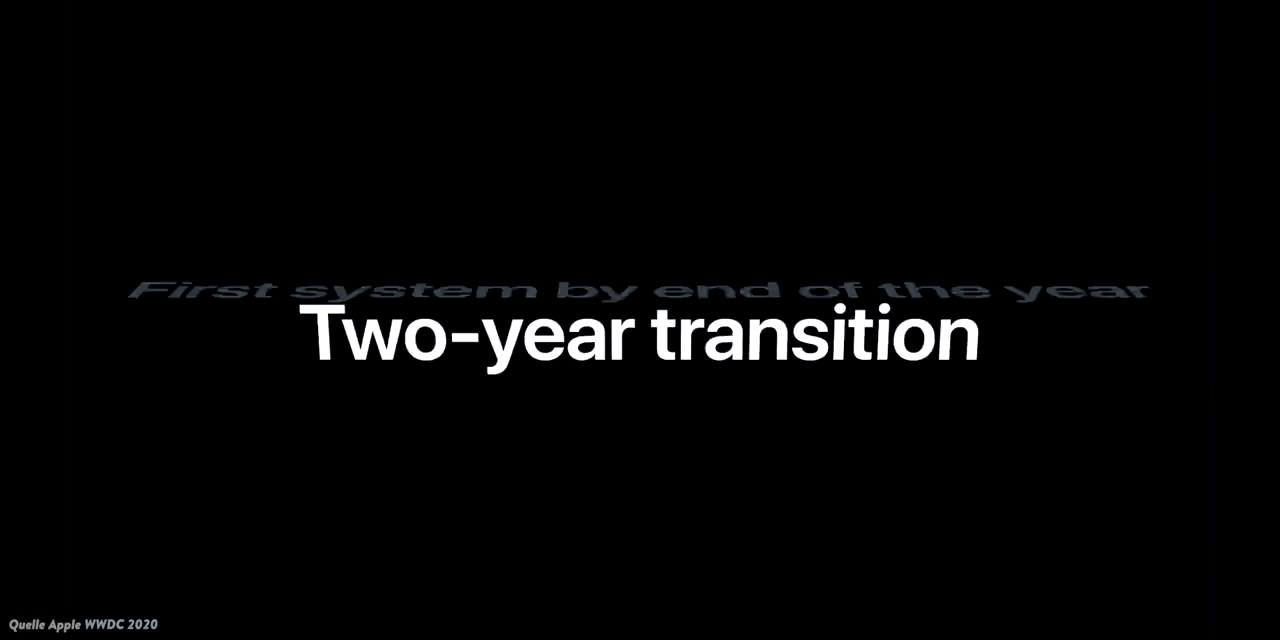 First system by end of the year
Two-year transition
Quelle Apple WWDC 2020